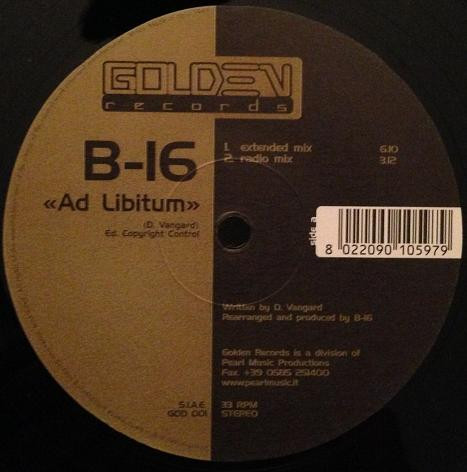 GOLDEN
records
B-16
«Ad Libitum»
(D. Vangard)
Ed. Copyright Control
1. extended mix 6.10
2. radio mix 3.12
side a
8 022090 105979
Written by D. Vangard
Rearranged and produced by B-16
Golden Records is a division of
Pearl Music Productions
Fax. +39 0585 251400
www.pearlmusic.it
S.I.A.E. 33 RPM
GOD 001 STEREO